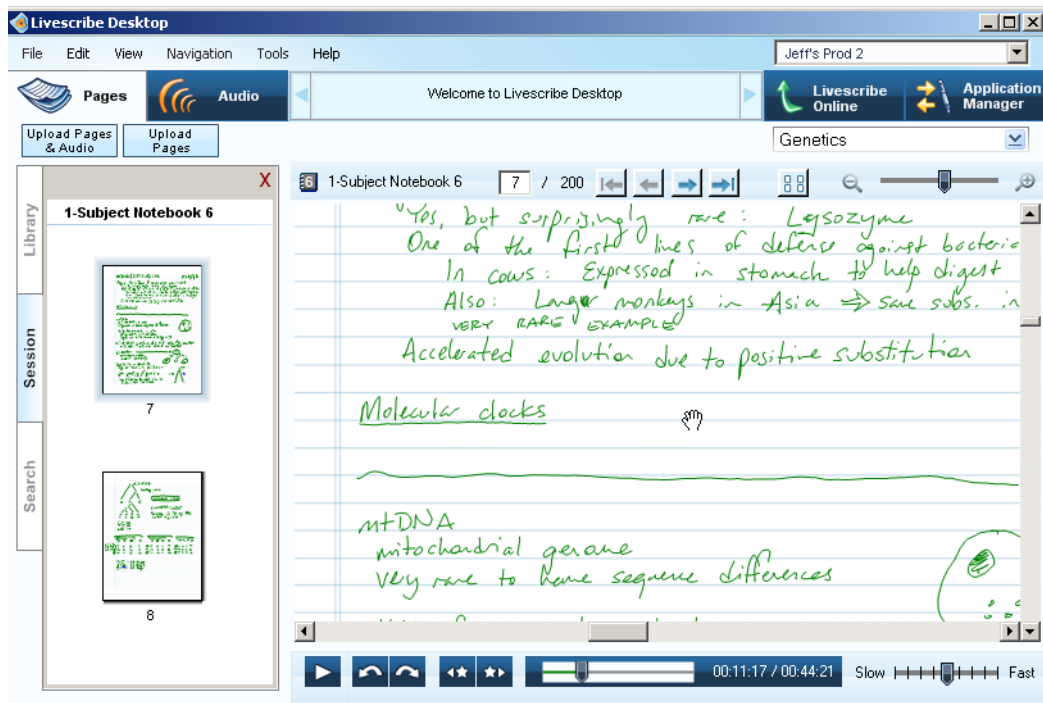 Livescribe Desktop
File Edit View Navigation Tools Help
Jeff's Prod 2
Pages
Audio
Welcome to Livescribe Desktop
Livescribe
Online
Application
Manager
Upload Pages
& Audio
Upload
Pages
Genetics
X
6 1-Subject Notebook 6 7 / 200
Library
Session
Search
1-Subject Notebook 6
7
8
"Yes, but surprisingly rare : Lysozyme
One of the first lines of defense against bacteria
In cows : Expressed in stomach to help digest
Also : Langer monkeys in Asia ⇒ same subs. in
VERY RARE EXAMPLE
Accelerated evolution due to positive substitution
Molecular clocks
mtDNA
mitochondrial genome
very rare to have sequence differences
00:11:17 / 00:44:21
Slow
Fast